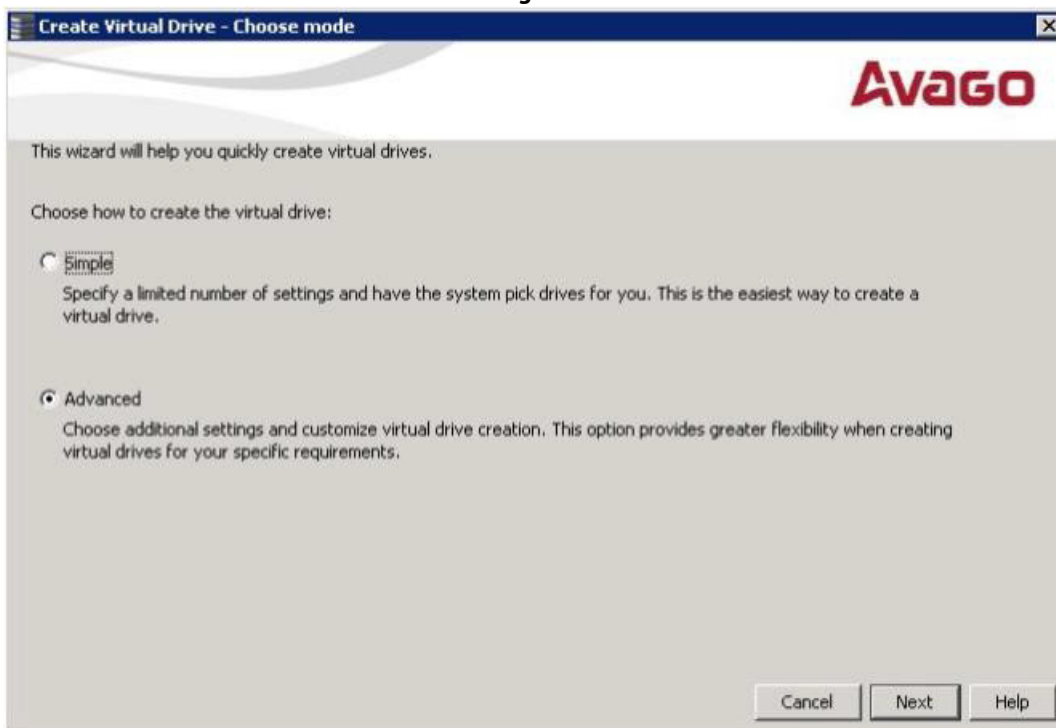 Create Virtual Drive - Choose mode
Avago
This wizard will help you quickly create virtual drives.
Choose how to create the virtual drive:
Simple
Specify a limited number of settings and have the system pick drives for you. This is the easiest way to create a
virtual drive.
Advanced
Choose additional settings and customize virtual drive creation. This option provides greater flexibility when creating
virtual drives for your specific requirements.
Cancel Next Help